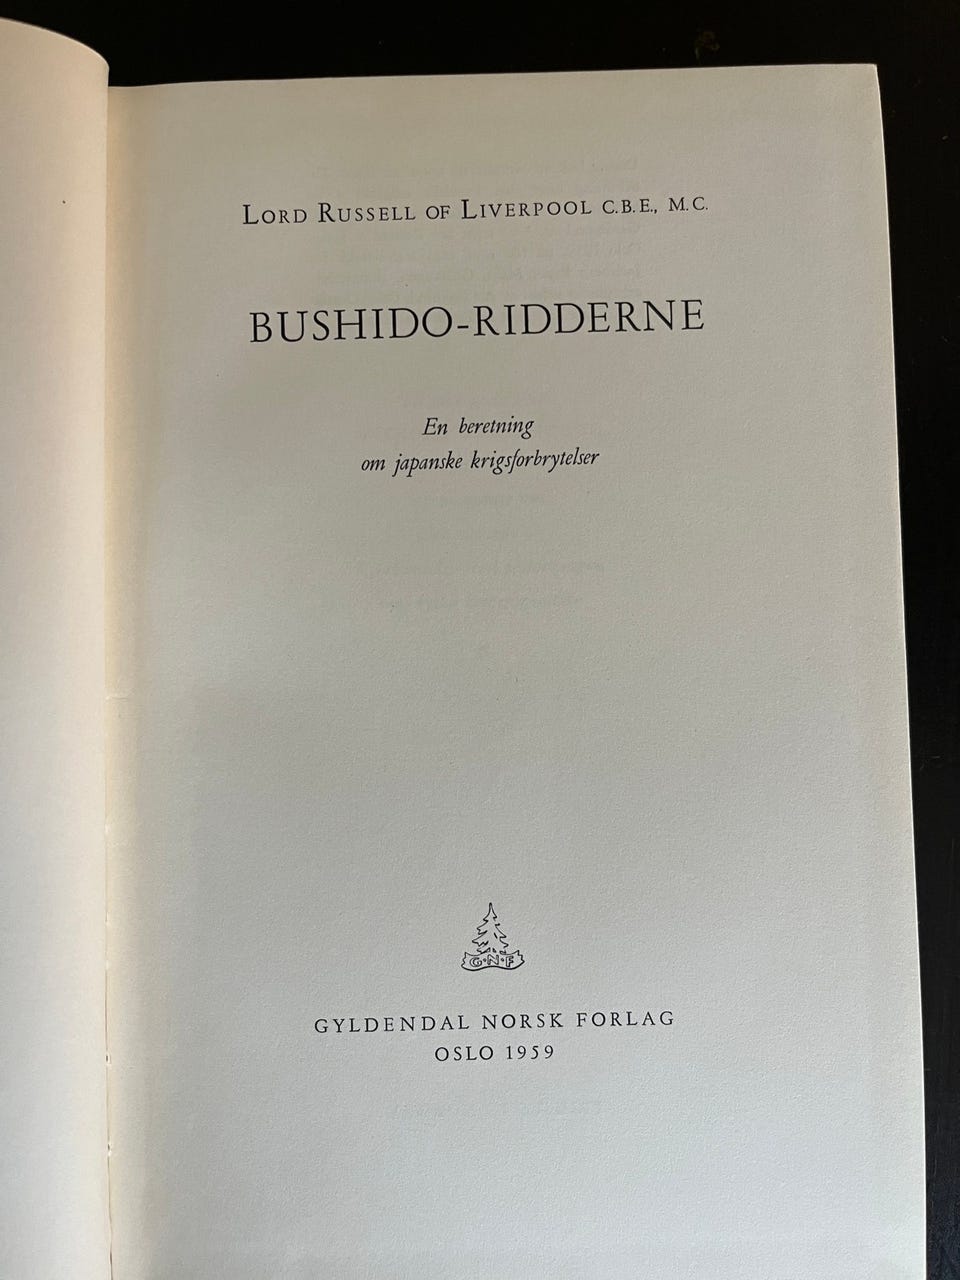 LORD RUSSELL OF LIVERPOOL C.B.E., M.C.
BUSHIDO-RIDDERNE
En beretning
om japanske krigsforbrytelser
G·N·F
GYLDENDAL NORSK FORLAG
OSLO 1959